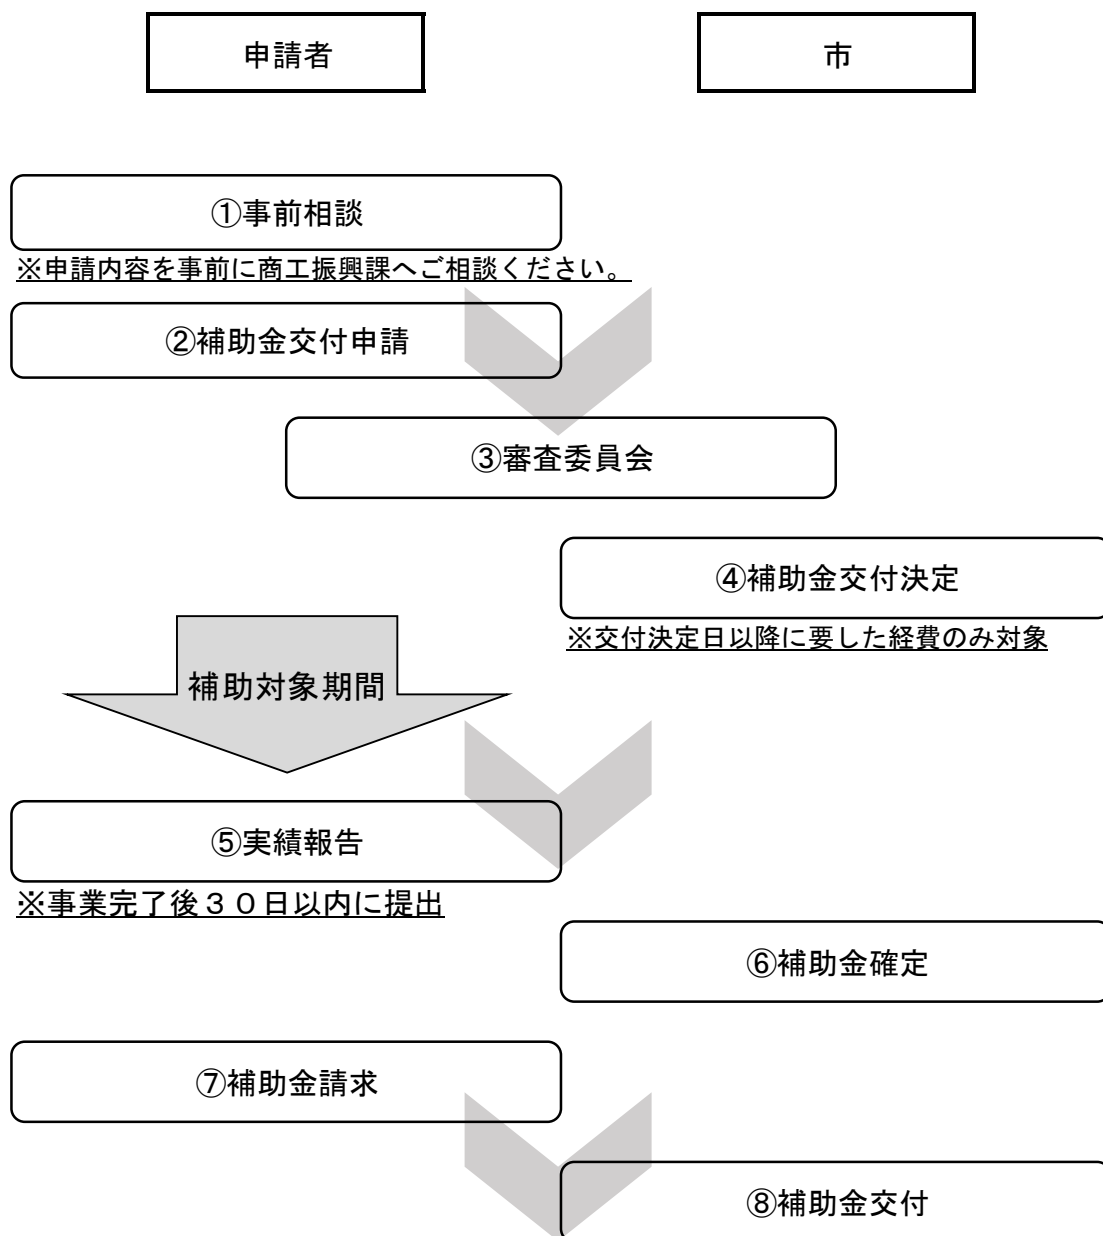 申請者
市
①事前相談
※申請内容を事前に商工振興課へご相談ください。
②補助金交付申請
③審査委員会
④補助金交付決定
※交付決定日以降に要した経費のみ対象
補助対象期間
⑤実績報告
※事業完了後３０日以内に提出
⑥補助金確定
⑦補助金請求
⑧補助金交付